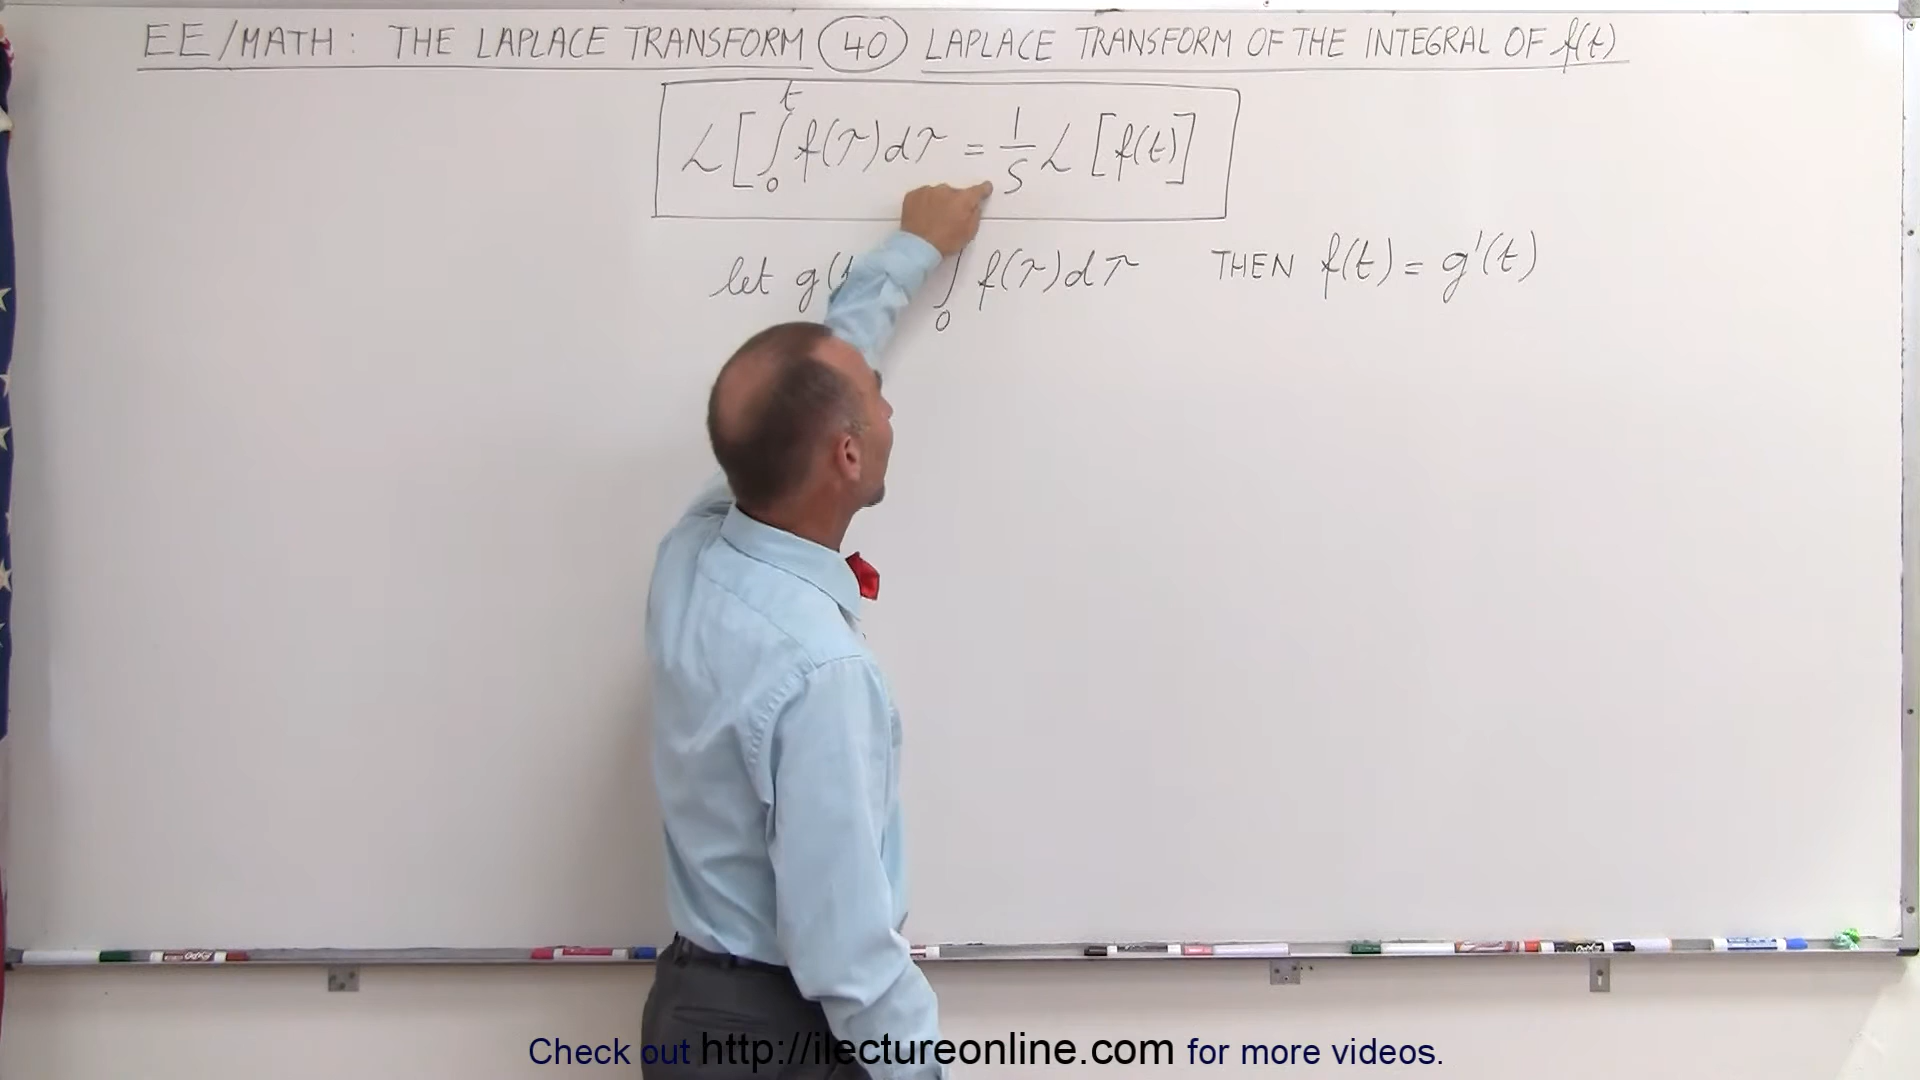 EE/MATH: THE LAPLACE TRANSFORM 40 LAPLACE TRANSFORM OF THE INTEGRAL OF f(t)
L[∫₀ᵗ f(τ)dτ = 1/S L [f(t)]
let g(t ∫₀ f(τ)dτ THEN f(t) = g'(t)
Check out http://ilectureonline.com for more videos.